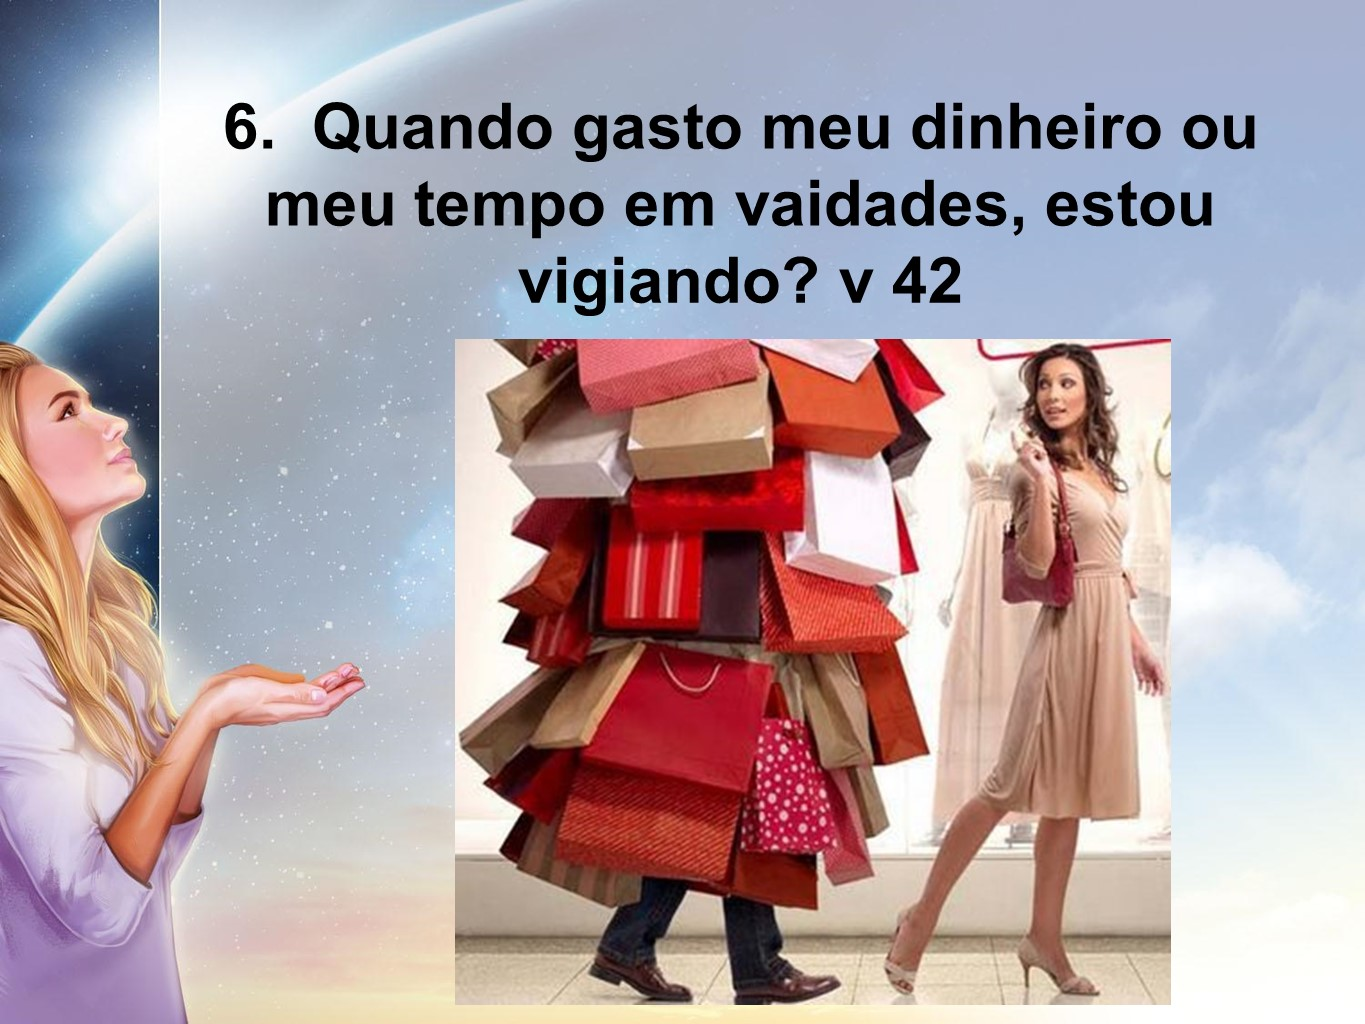 6.  Quando gasto meu dinheiro ou
meu tempo em vaidades, estou
vigiando? v 42